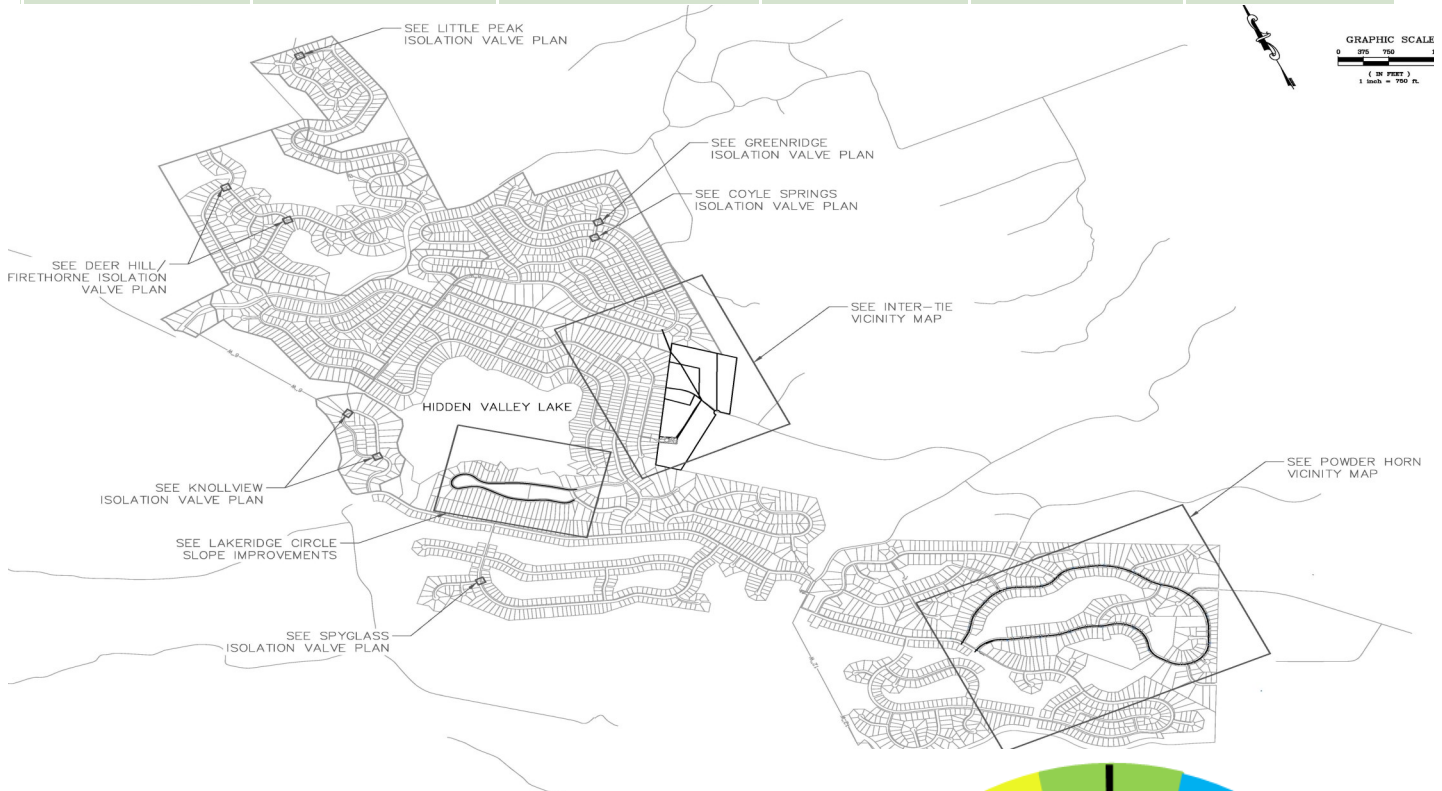 SEE LITTLE PEAK
ISOLATION VALVE PLAN
GRAPHIC SCALE
0 375 750 1
( IN FEET )
1 inch = 750 ft.
SEE GREENRIDGE
ISOLATION VALVE PLAN
SEE COYLE SPRINGS
ISOLATION VALVE PLAN
SEE DEER HILL/
FIRETHORNE ISOLATION
VALVE PLAN
SEE INTER-TIE
VICINITY MAP
HIDDEN VALLEY LAKE
SEE POWDER HORN
VICINITY MAP
SEE KNOLLVIEW
ISOLATION VALVE PLAN
SEE LAKERIDGE CIRCLE
SLOPE IMPROVEMENTS
SEE SPYGLASS
ISOLATION VALVE PLAN